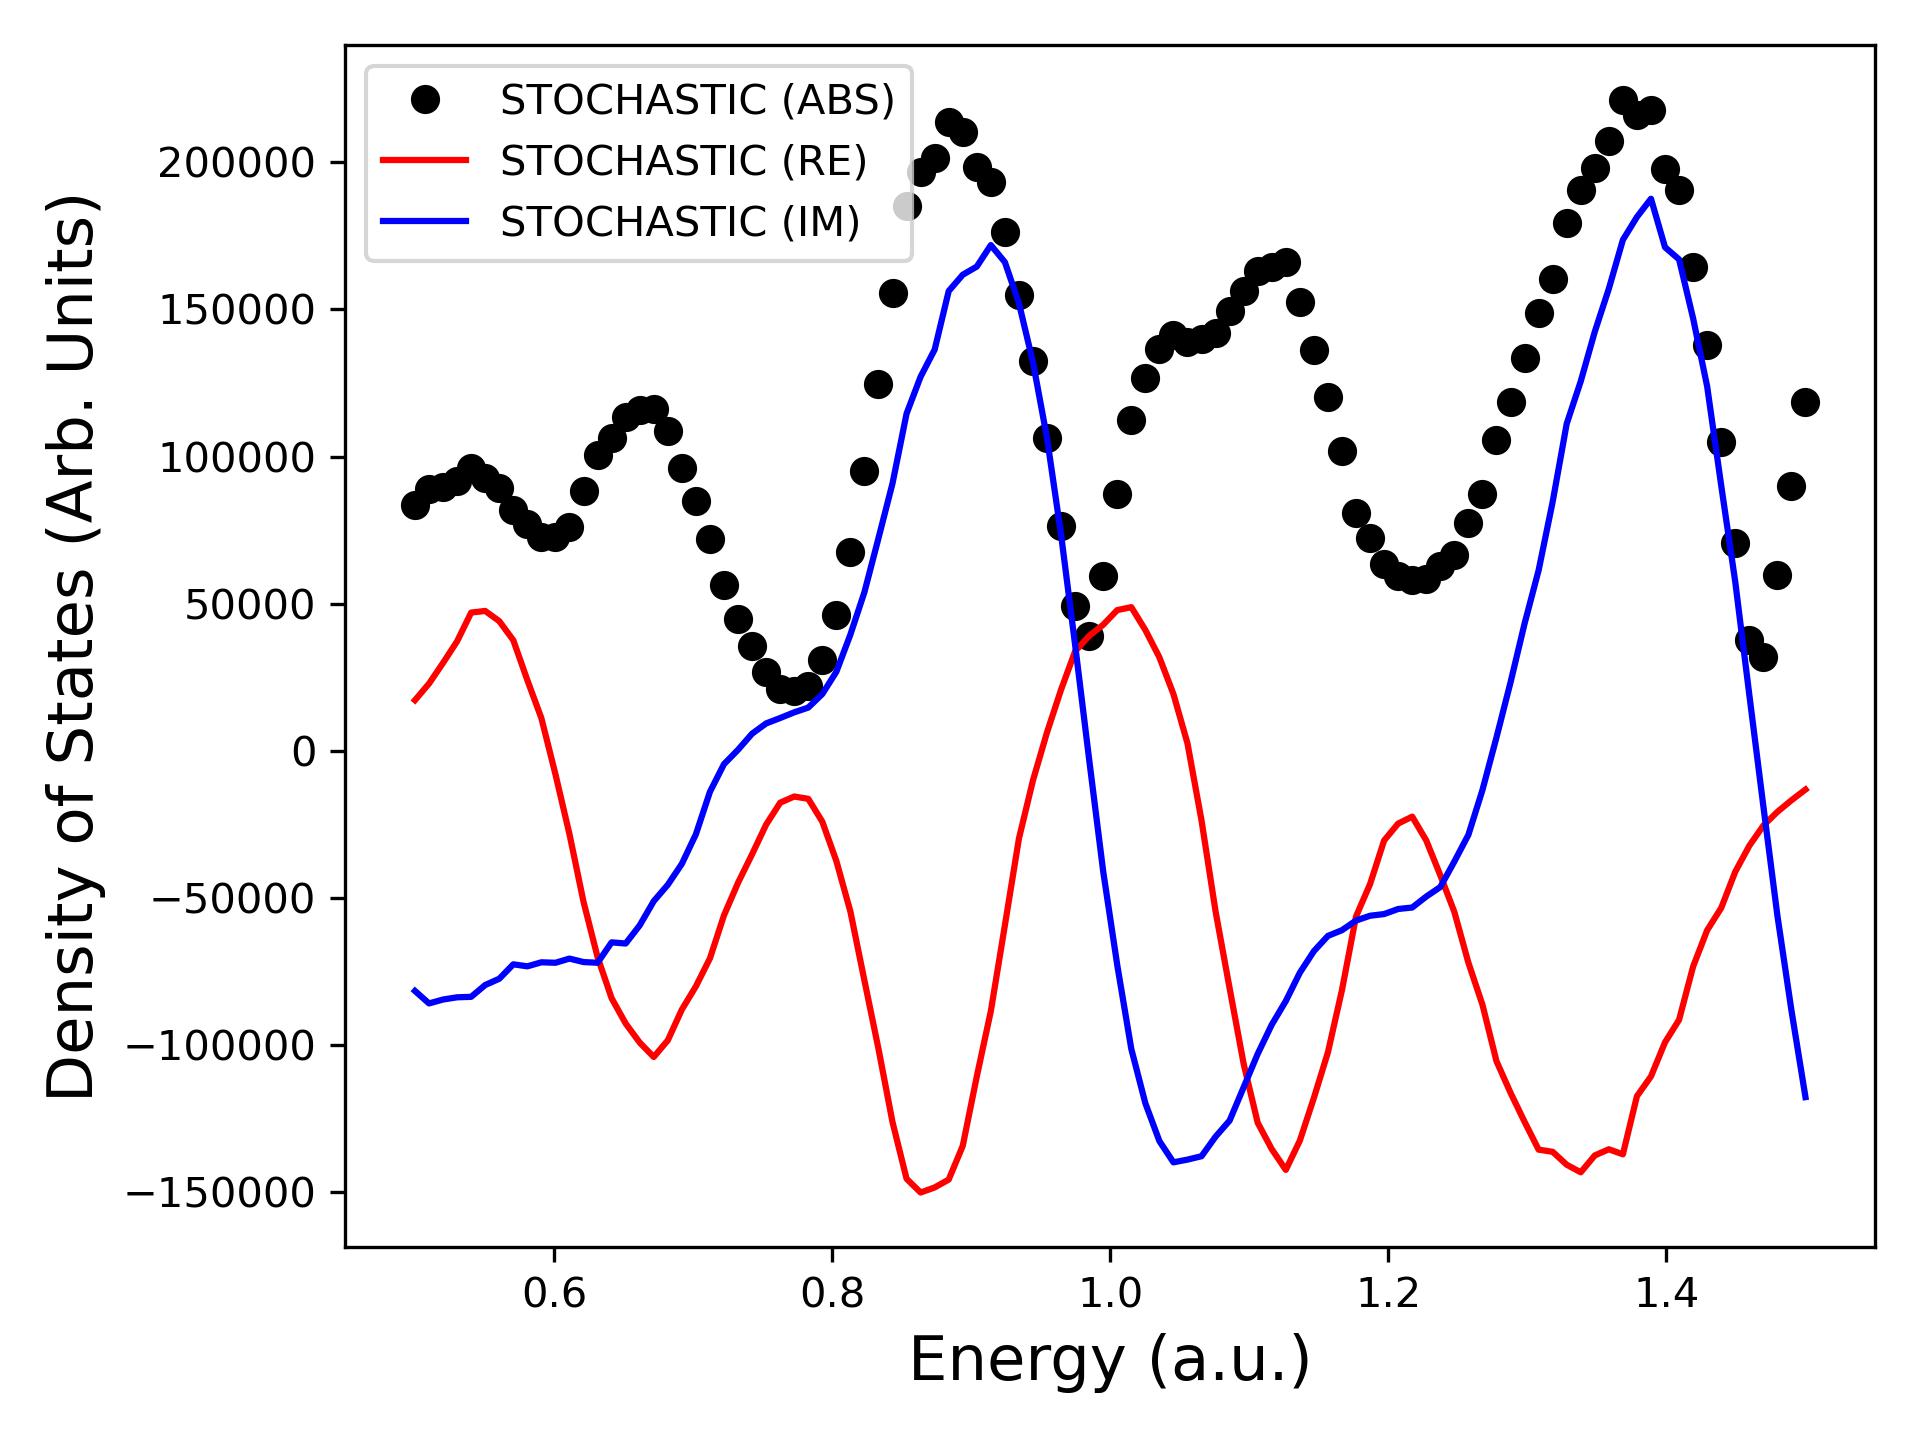 STOCHASTIC (ABS)
STOCHASTIC (RE)
STOCHASTIC (IM)
Density of States (Arb. Units)
200000
150000
100000
50000
0
−50000
−100000
−150000
0.6
0.8
1.0
1.2
1.4
Energy (a.u.)